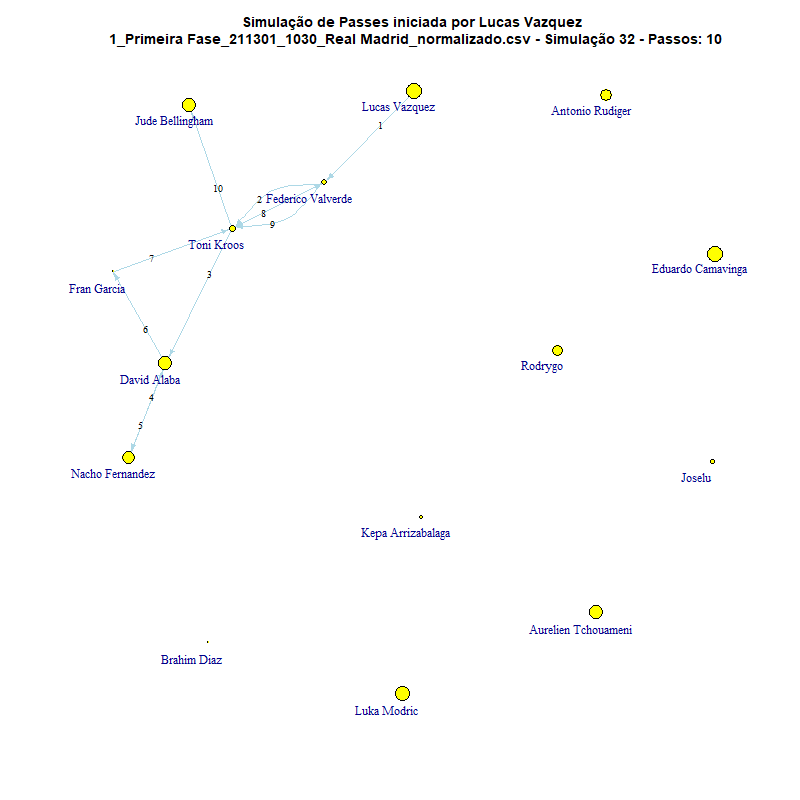 Simulação de Passes iniciada por Lucas Vazquez
1_Primeira Fase_211301_1030_Real Madrid_normalizado.csv - Simulação 32 - Passos: 10
Lucas Vazquez
Antonio Rudiger
Jude Bellingham
1
10
2
Federico Valverde
8
9
Toni Kroos
7
3
Eduardo Camavinga
Fran Garcia
6
Rodrygo
David Alaba
4
5
Nacho Fernandez
Joselu
Kepa Arrizabalaga
Aurelien Tchouameni
Brahim Diaz
Luka Modric